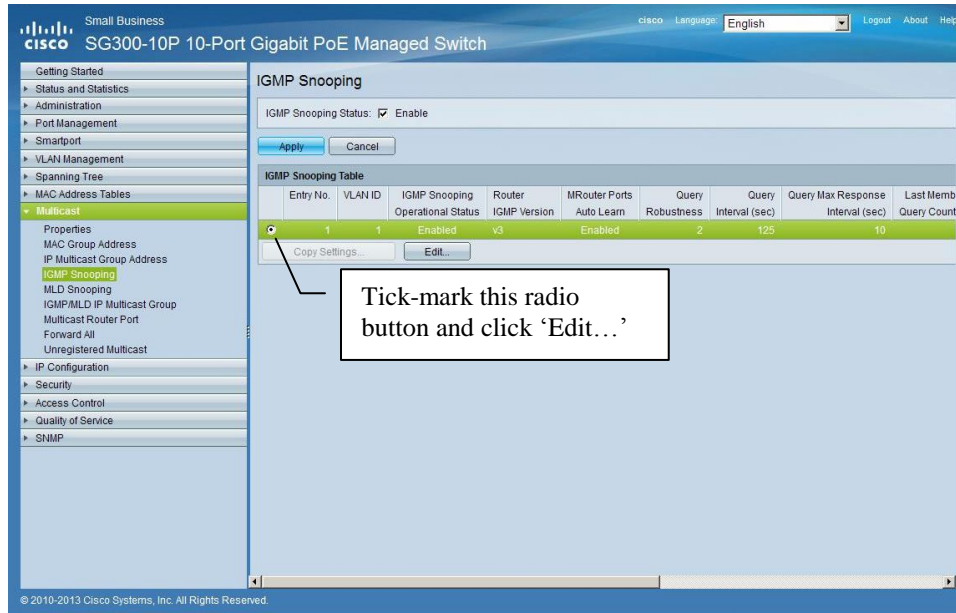 Small Business
cisco Language: English Logout About Help
CISCO SG300-10P 10-Port Gigabit PoE Managed Switch
Getting Started
Status and Statistics
Administration
Port Management
Smartport
VLAN Management
Spanning Tree
MAC Address Tables
Multicast
Properties
MAC Group Address
IP Multicast Group Address
IGMP Snooping
MLD Snooping
IGMP/MLD IP Multicast Group
Multicast Router Port
Forward All
Unregistered Multicast
IP Configuration
Security
Access Control
Quality of Service
SNMP
IGMP Snooping
IGMP Snooping Status: Enable
Apply Cancel
IGMP Snooping Table
Entry No. VLAN ID IGMP Snooping Router MRouter Ports Query Query Query Max Response Last Memb
Operational Status IGMP Version Auto Learn Robustness Interval (sec) Interval (sec) Query Count
1 1 Enabled v3 Enabled 2 125 10
Copy Settings... Edit...
Tick-mark this radio
button and click ‘Edit…’
© 2010-2013 Cisco Systems, Inc. All Rights Reserved.